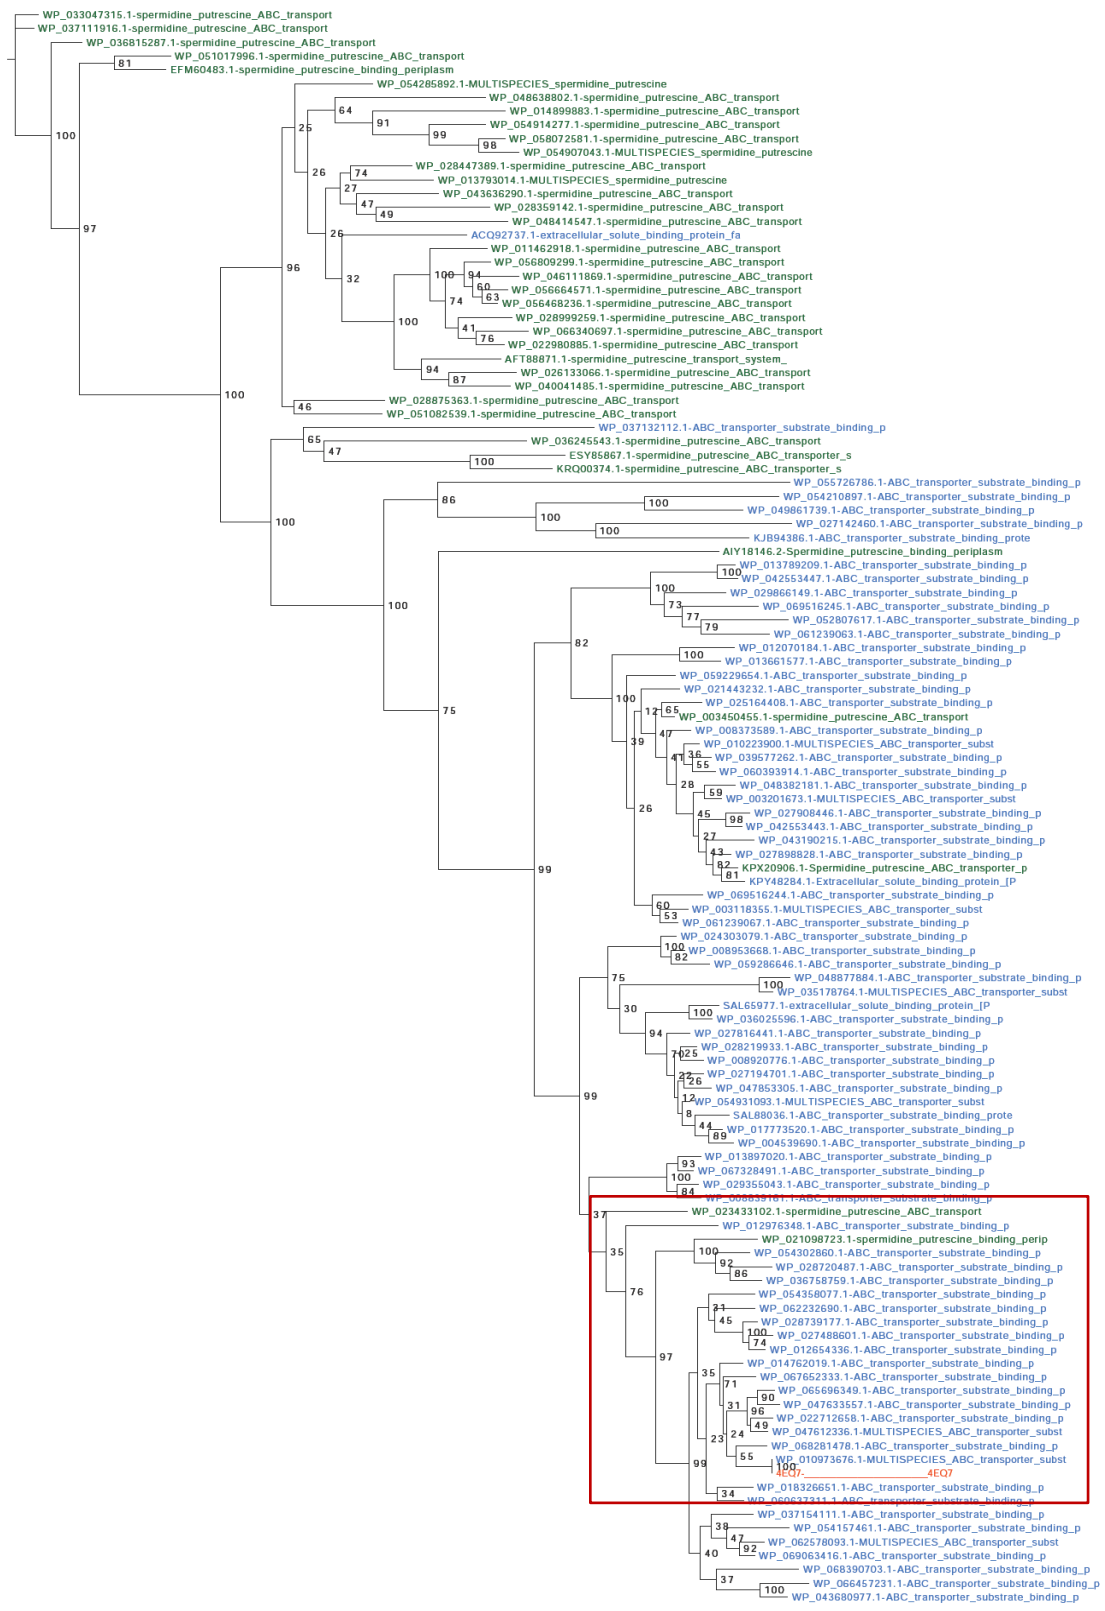 WP_033047315.1-spermidine_putrescine_ABC_transport
WP_037111916.1-spermidine_putrescine_ABC_transport
WP_036815287.1-spermidine_putrescine_ABC_transport
WP_051017996.1-spermidine_putrescine_ABC_transport
81
EFM60483.1-spermidine_putrescine_binding_periplasm
WP_054285892.1-MULTISPECIES_spermidine_putrescine
WP_048638802.1-spermidine_putrescine_ABC_transport
64
WP_014899883.1-spermidine_putrescine_ABC_transport
91
WP_054914277.1-spermidine_putrescine_ABC_transport
25
99
100
WP_058072581.1-spermidine_putrescine_ABC_transport
98
WP_054907043.1-MULTISPECIES_spermidine_putrescine
WP_028447389.1-spermidine_putrescine_ABC_transport
26
74
WP_013793014.1-MULTISPECIES_spermidine_putrescine
27
WP_043636290.1-spermidine_putrescine_ABC_transport
47
WP_028359142.1-spermidine_putrescine_ABC_transport
49
WP_048414547.1-spermidine_putrescine_ABC_transport
97
26
ACQ92737.1-extracellular_solute_binding_protein_fa
WP_011462918.1-spermidine_putrescine_ABC_transport
WP_056809299.1-spermidine_putrescine_ABC_transport
96
100
94
WP_046111869.1-spermidine_putrescine_ABC_transport
32
60
WP_056664571.1-spermidine_putrescine_ABC_transport
63
74
WP_056468236.1-spermidine_putrescine_ABC_transport
WP_028999259.1-spermidine_putrescine_ABC_transport
100
41
WP_066340697.1-spermidine_putrescine_ABC_transport
76
WP_022980885.1-spermidine_putrescine_ABC_transport
AFT88871.1-spermidine_putrescine_transport_system_
94
WP_026133066.1-spermidine_putrescine_ABC_transport
87
WP_040041485.1-spermidine_putrescine_ABC_transport
100
WP_028875363.1-spermidine_putrescine_ABC_transport
46
WP_051082539.1-spermidine_putrescine_ABC_transport
WP_037132112.1-ABC_transporter_substrate_binding_p
65
WP_036245543.1-spermidine_putrescine_ABC_transport
47
ESY85867.1-spermidine_putrescine_ABC_transporter_s
100
KRQ00374.1-spermidine_putrescine_ABC_transporter_s
WP_055726786.1-ABC_transporter_substrate_binding_p
86
WP_054210897.1-ABC_transporter_substrate_binding_p
100
WP_049861739.1-ABC_transporter_substrate_binding_p
100
100
WP_027142460.1-ABC_transporter_substrate_binding_p
100
KJB94386.1-ABC_transporter_substrate_binding_prote
AIY18146.2-Spermidine_putrescine_binding_periplasm
WP_013789209.1-ABC_transporter_substrate_binding_p
100
WP_042553447.1-ABC_transporter_substrate_binding_p
100
WP_029866149.1-ABC_transporter_substrate_binding_p
100
73
WP_069516245.1-ABC_transporter_substrate_binding_p
77
WP_052807617.1-ABC_transporter_substrate_binding_p
79
WP_061239063.1-ABC_transporter_substrate_binding_p
82
WP_012070184.1-ABC_transporter_substrate_binding_p
100
WP_013661577.1-ABC_transporter_substrate_binding_p
WP_059229654.1-ABC_transporter_substrate_binding_p
WP_021443232.1-ABC_transporter_substrate_binding_p
100
WP_025164408.1-ABC_transporter_substrate_binding_p
75
12
65
WP_003450455.1-spermidine_putrescine_ABC_transport
WP_008373589.1-ABC_transporter_substrate_binding_p
39
47
WP_010223900.1-MULTISPECIES_ABC_transporter_subst
41
36
WP_039577262.1-ABC_transporter_substrate_binding_p
55
WP_060393914.1-ABC_transporter_substrate_binding_p
28
WP_048382181.1-ABC_transporter_substrate_binding_p
59
WP_003201673.1-MULTISPECIES_ABC_transporter_subst
26
45
WP_027908446.1-ABC_transporter_substrate_binding_p
98
WP_042553443.1-ABC_transporter_substrate_binding_p
27
WP_043190215.1-ABC_transporter_substrate_binding_p
43
WP_027898828.1-ABC_transporter_substrate_binding_p
99
82
KPX20906.1-Spermidine_putrescine_ABC_transporter_p
81
KPY48284.1-Extracellular_solute_binding_protein_[P
WP_069516244.1-ABC_transporter_substrate_binding_p
60
WP_003118355.1-MULTISPECIES_ABC_transporter_subst
53
WP_061239067.1-ABC_transporter_substrate_binding_p
WP_024303079.1-ABC_transporter_substrate_binding_p
100
WP_008953668.1-ABC_transporter_substrate_binding_p
82
WP_059286646.1-ABC_transporter_substrate_binding_p
75
WP_048877884.1-ABC_transporter_substrate_binding_p
100
WP_035178764.1-MULTISPECIES_ABC_transporter_subst
30
SAL65977.1-extracellular_solute_binding_protein_[P
100
WP_036025596.1-ABC_transporter_substrate_binding_p
94
WP_027816441.1-ABC_transporter_substrate_binding_p
WP_028219933.1-ABC_transporter_substrate_binding_p
70
25
WP_008920776.1-ABC_transporter_substrate_binding_p
WP_027194701.1-ABC_transporter_substrate_binding_p
22
26
WP_047853305.1-ABC_transporter_substrate_binding_p
99
12
WP_054931093.1-MULTISPECIES_ABC_transporter_subst
8
SAL88036.1-ABC_transporter_substrate_binding_prote
44
WP_017773520.1-ABC_transporter_substrate_binding_p
89
WP_004539690.1-ABC_transporter_substrate_binding_p
WP_013897020.1-ABC_transporter_substrate_binding_p
93
WP_067328491.1-ABC_transporter_substrate_binding_p
100
WP_029355043.1-ABC_transporter_substrate_binding_p
84
WP_008839181.1-ABC_transporter_substrate_binding_p
37
WP_023433102.1-spermidine_putrescine_ABC_transport
WP_012976348.1-ABC_transporter_substrate_binding_p
WP_021098723.1-spermidine_putrescine_binding_perip
35
100
WP_054302860.1-ABC_transporter_substrate_binding_p
92
WP_028720487.1-ABC_transporter_substrate_binding_p
86
WP_036758759.1-ABC_transporter_substrate_binding_p
76
WP_054358077.1-ABC_transporter_substrate_binding_p
31
WP_062232690.1-ABC_transporter_substrate_binding_p
45
WP_028739177.1-ABC_transporter_substrate_binding_p
100
WP_027488601.1-ABC_transporter_substrate_binding_p
74
WP_012654336.1-ABC_transporter_substrate_binding_p
97
WP_014762019.1-ABC_transporter_substrate_binding_p
35
WP_067652333.1-ABC_transporter_substrate_binding_p
71
WP_065696349.1-ABC_transporter_substrate_binding_p
90
WP_047633557.1-ABC_transporter_substrate_binding_p
31
96
WP_022712658.1-ABC_transporter_substrate_binding_p
49
WP_047612336.1-MULTISPECIES_ABC_transporter_subst
23
24
WP_068281478.1-ABC_transporter_substrate_binding_p
55
WP_010973676.1-MULTISPECIES_ABC_transporter_subst
99
100
4EQ7-_________________________4EQ7
WP_018326651.1-ABC_transporter_substrate_binding_p
34
WP_060637311.1-ABC_transporter_substrate_binding_p
WP_037154111.1-ABC_transporter_substrate_binding_p
38
WP_054157461.1-ABC_transporter_substrate_binding_p
47
WP_062578093.1-MULTISPECIES_ABC_transporter_subst
92
40
WP_069063416.1-ABC_transporter_substrate_binding_p
WP_068390703.1-ABC_transporter_substrate_binding_p
37
WP_066457231.1-ABC_transporter_substrate_binding_p
100
WP_043680977.1-ABC_transporter_substrate_binding_p